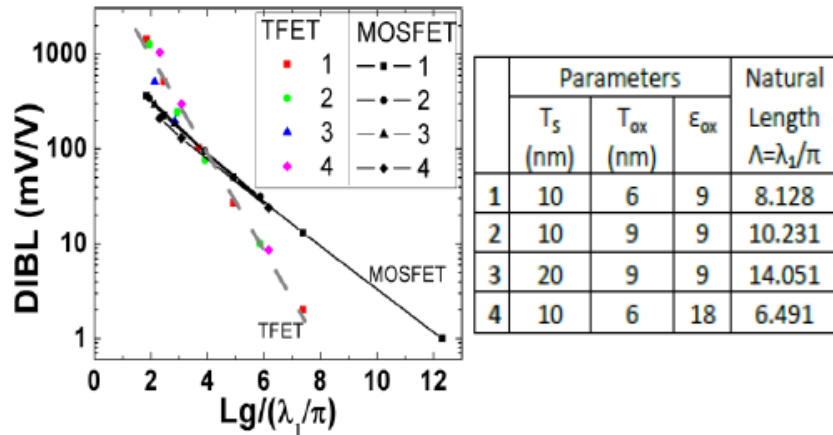 DIBL (mV/V)
1000
100
10
1
0 2 4 6 8 10 12
Lg/(λ₁/π)
TFET MOSFET
1 1
2 2
3 3
4 4
MOSFET
TFET
Parameters Natural Length Λ=λ₁/π
Tₛ (nm) Tₒₓ (nm) εₒₓ
1 10 6 9 8.128
2 10 9 9 10.231
3 20 9 9 14.051
4 10 6 18 6.491